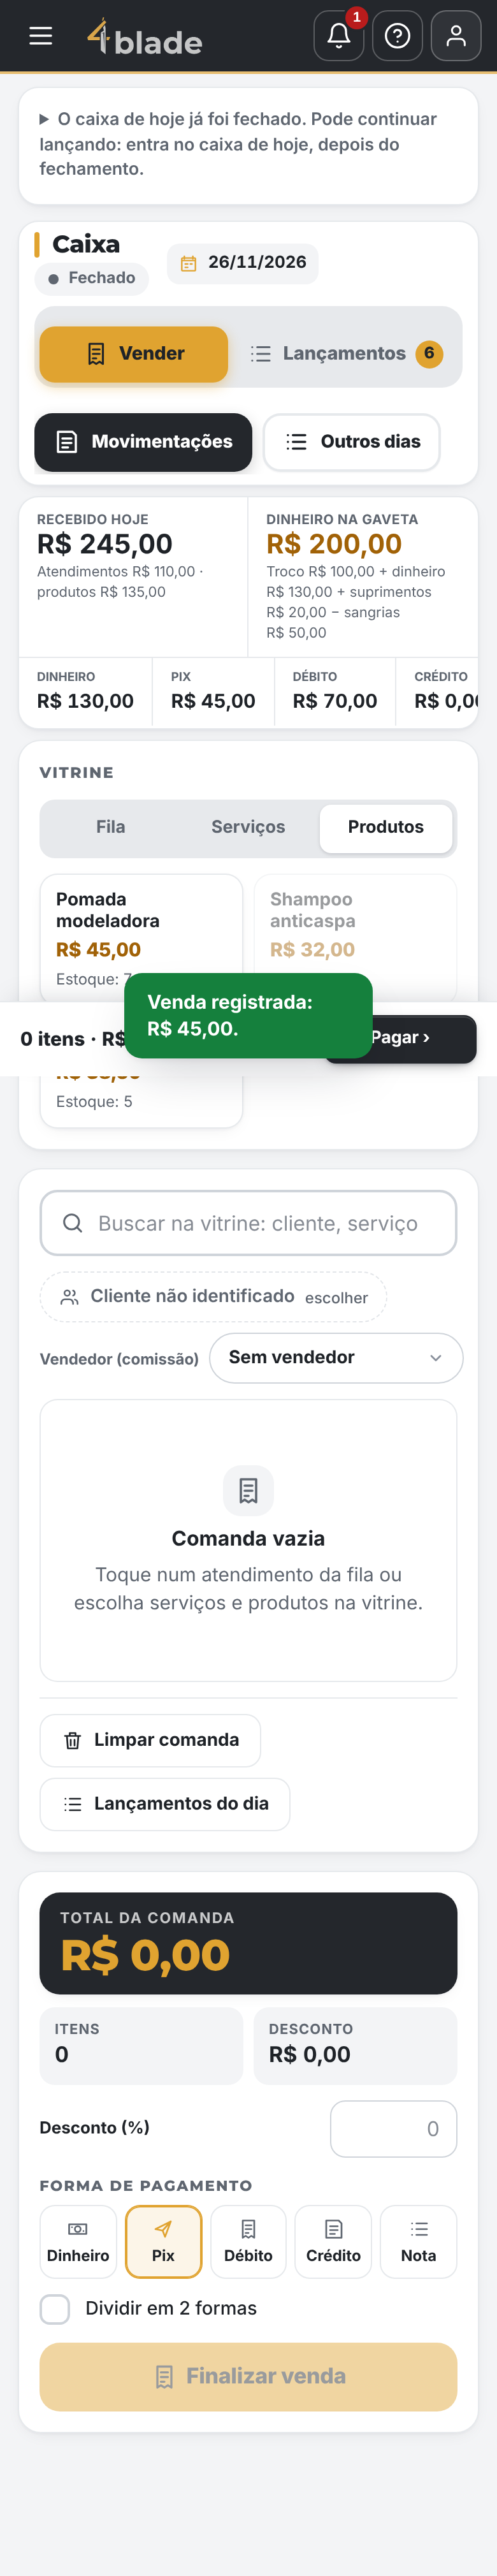 4blade
1
O caixa de hoje já foi fechado. Pode continuar
lançando: entra no caixa de hoje, depois do
fechamento.
Caixa
Fechado
26/11/2026
Vender
Lançamentos 6
Movimentações
Outros dias
RECEBIDO HOJE
R$ 245,00
Atendimentos R$ 110,00 ·
produtos R$ 135,00
DINHEIRO NA GAVETA
R$ 200,00
Troco R$ 100,00 + dinheiro
R$ 130,00 + suprimentos
R$ 20,00 − sangrias
R$ 50,00
DINHEIRO
R$ 130,00
PIX
R$ 45,00
DÉBITO
R$ 70,00
CRÉDITO
R$ 0,00
VITRINE
Fila
Serviços
Produtos
Pomada
modeladora
R$ 45,00
Estoque:
Shampoo
anticaspa
R$ 32,00
Venda registrada:
R$ 45,00.
0 itens · R$
Pagar ›
Estoque: 5
Buscar na vitrine: cliente, serviço
Cliente não identificado escolher
Vendedor (comissão)
Sem vendedor
Comanda vazia
Toque num atendimento da fila ou
escolha serviços e produtos na vitrine.
Limpar comanda
Lançamentos do dia
TOTAL DA COMANDA
R$ 0,00
ITENS
0
DESCONTO
R$ 0,00
Desconto (%)
0
FORMA DE PAGAMENTO
Dinheiro
Pix
Débito
Crédito
Nota
Dividir em 2 formas
Finalizar venda